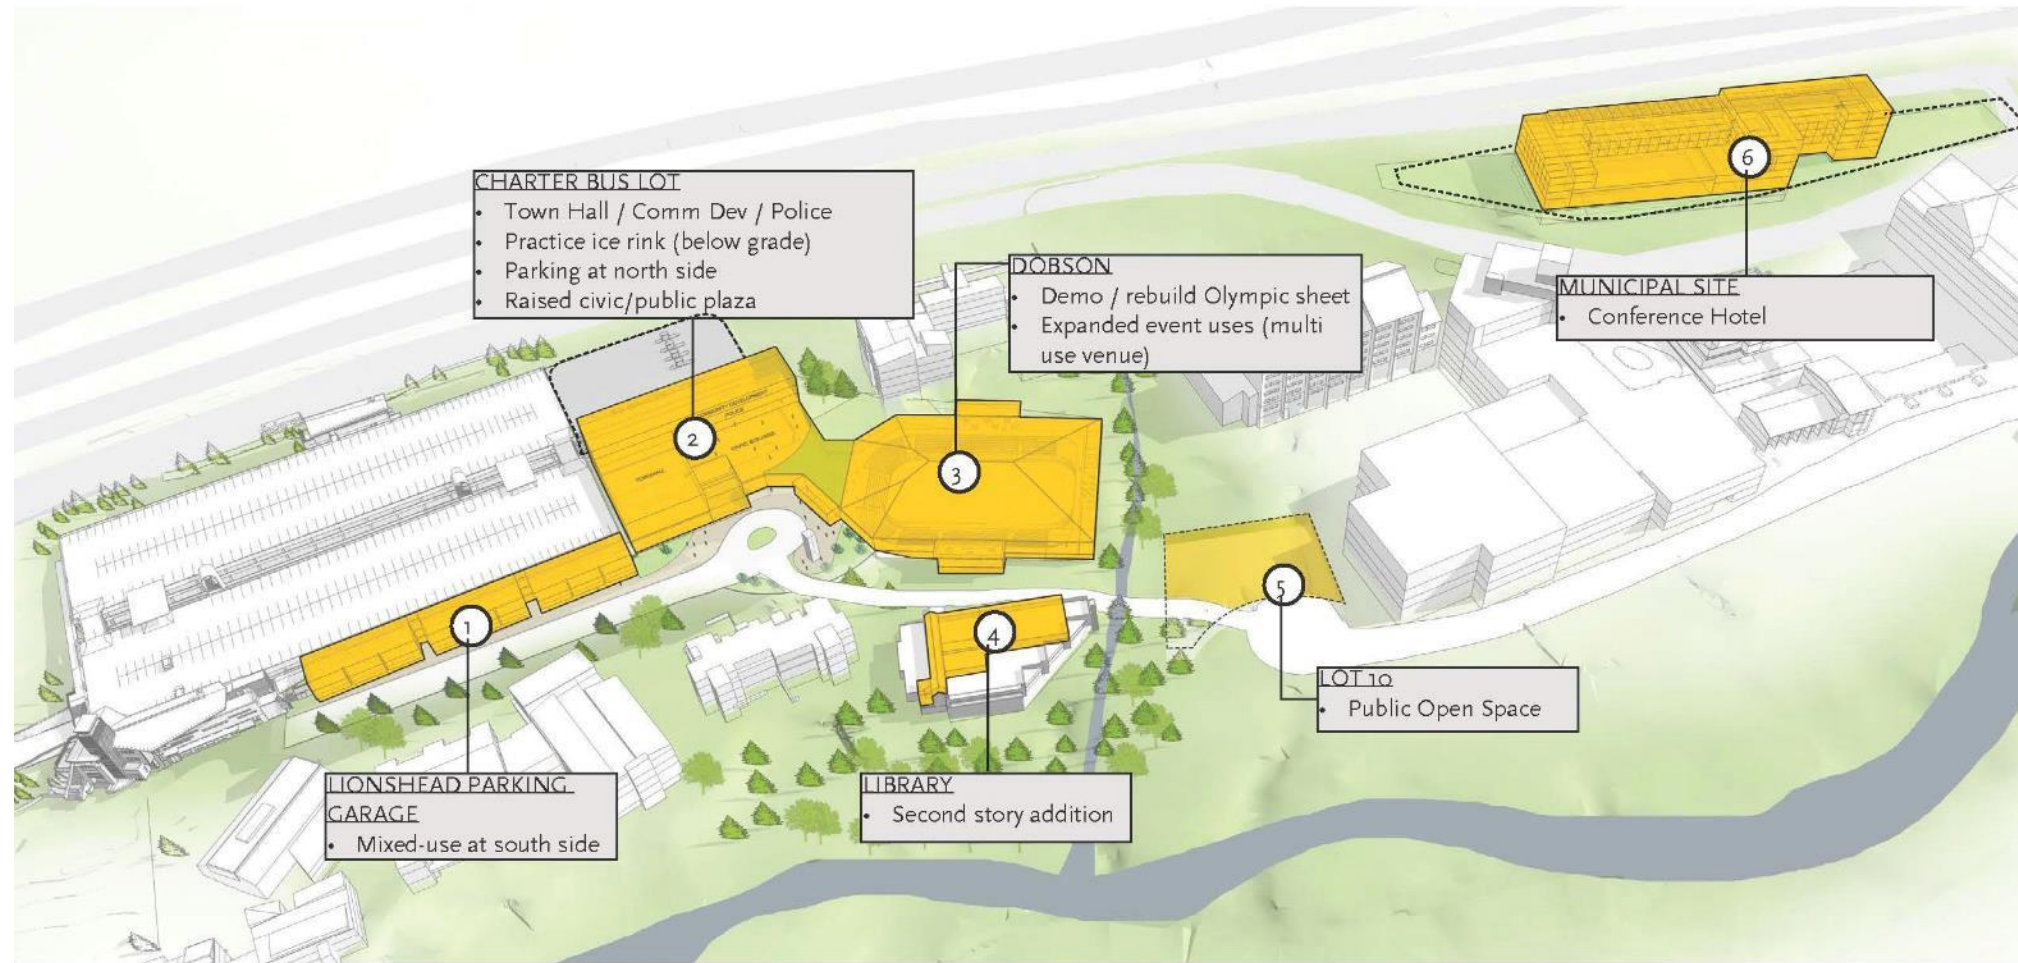 CHARTER BUS LOT
• Town Hall / Comm Dev / Police
• Practice ice rink (below grade)
• Parking at north side
• Raised civic/public plaza
DOBSON
• Demo / rebuild Olympic sheet
• Expanded event uses (multi
use venue)
MUNICIPAL SITE
• Conference Hotel
6
2
3
5
1
4
LOT 10
• Public Open Space
LIONSHEAD PARKING
GARAGE
• Mixed-use at south side
LIBRARY
• Second story addition
COMMUNITY DEVELOPMENT
POLICE